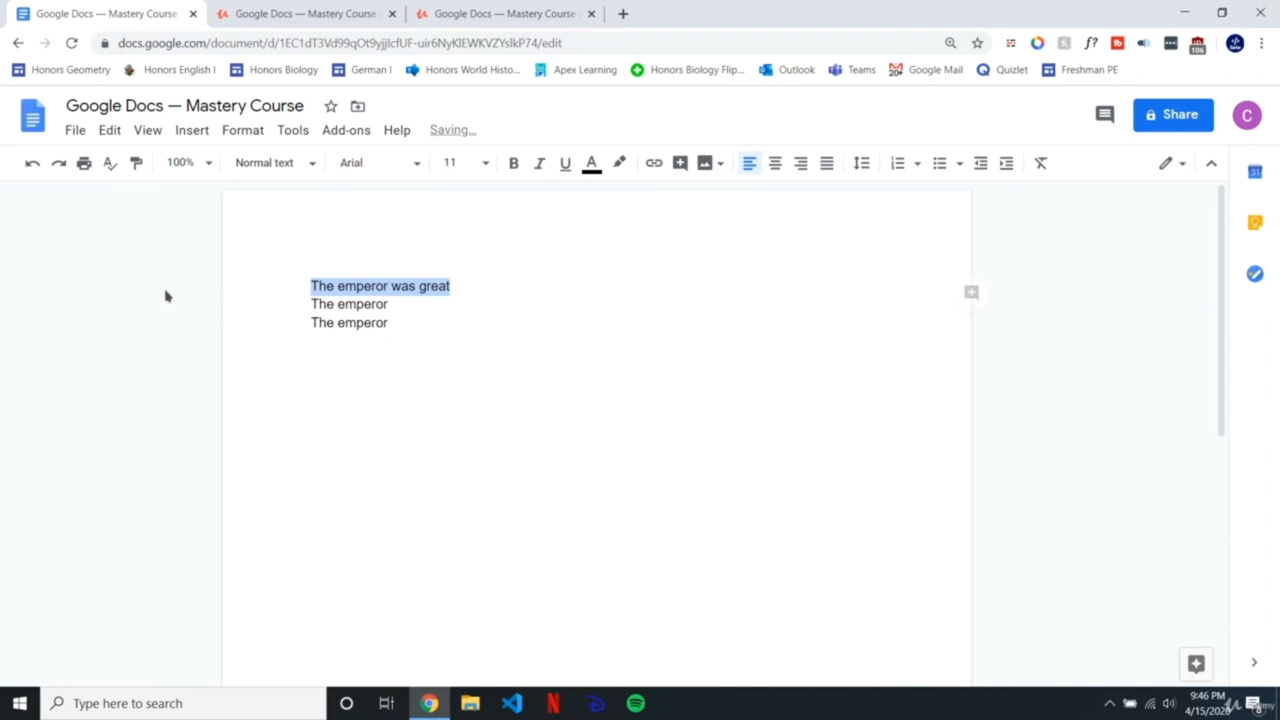 Google Docs — Mastery Course
Google Docs — Mastery Course
Google Docs — Mastery Course
docs.google.com/document/d/1EC1dT3Vd99qOt9yjjIcfUF-uir6NyKlEWKVZYslkP74/edit
106
Honors Geometry
Honors English I
Honors Biology
German I
Honors World Histo...
Apex Learning
Honors Biology Flip...
Outlook
Teams
20
Google Mail
Quizlet
Freshman PE
Google Docs — Mastery Course
File Edit View Insert Format Tools Add-ons Help Saving...
Share
C
100% Normal text Arial 11 B I U A
31
The emperor was great
The emperor
The emperor
Type here to search
9:46 PM
4/15/2020